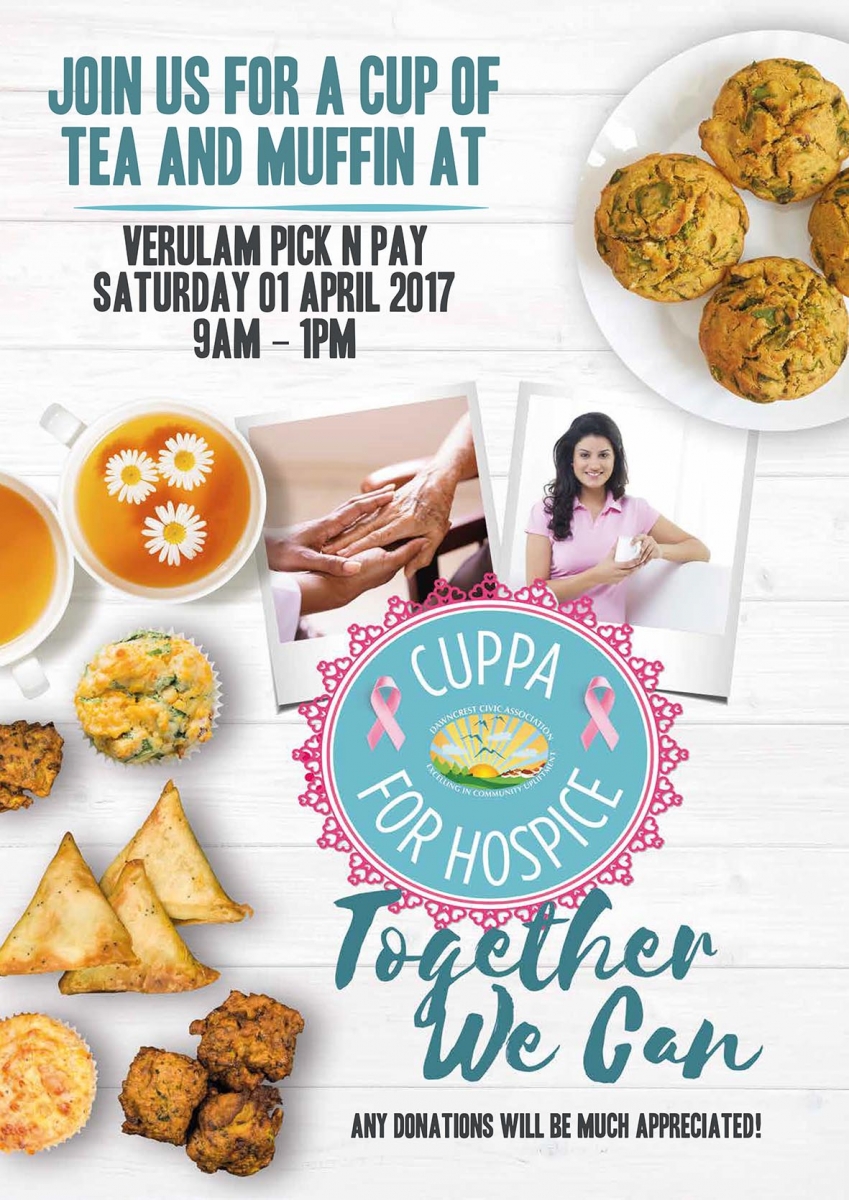 JOIN US FOR A CUP OF
TEA AND MUFFIN AT
VERULAM PICK N PAY
SATURDAY 01 APRIL 2017
9AM – 1PM
CUPPA
DAWNCREST CIVIC ASSOCIATION
EXCELLING IN COMMUNITY UPLIFTMENT
FOR HOSPICE
Together
We Can
ANY DONATIONS WILL BE MUCH APPRECIATED!